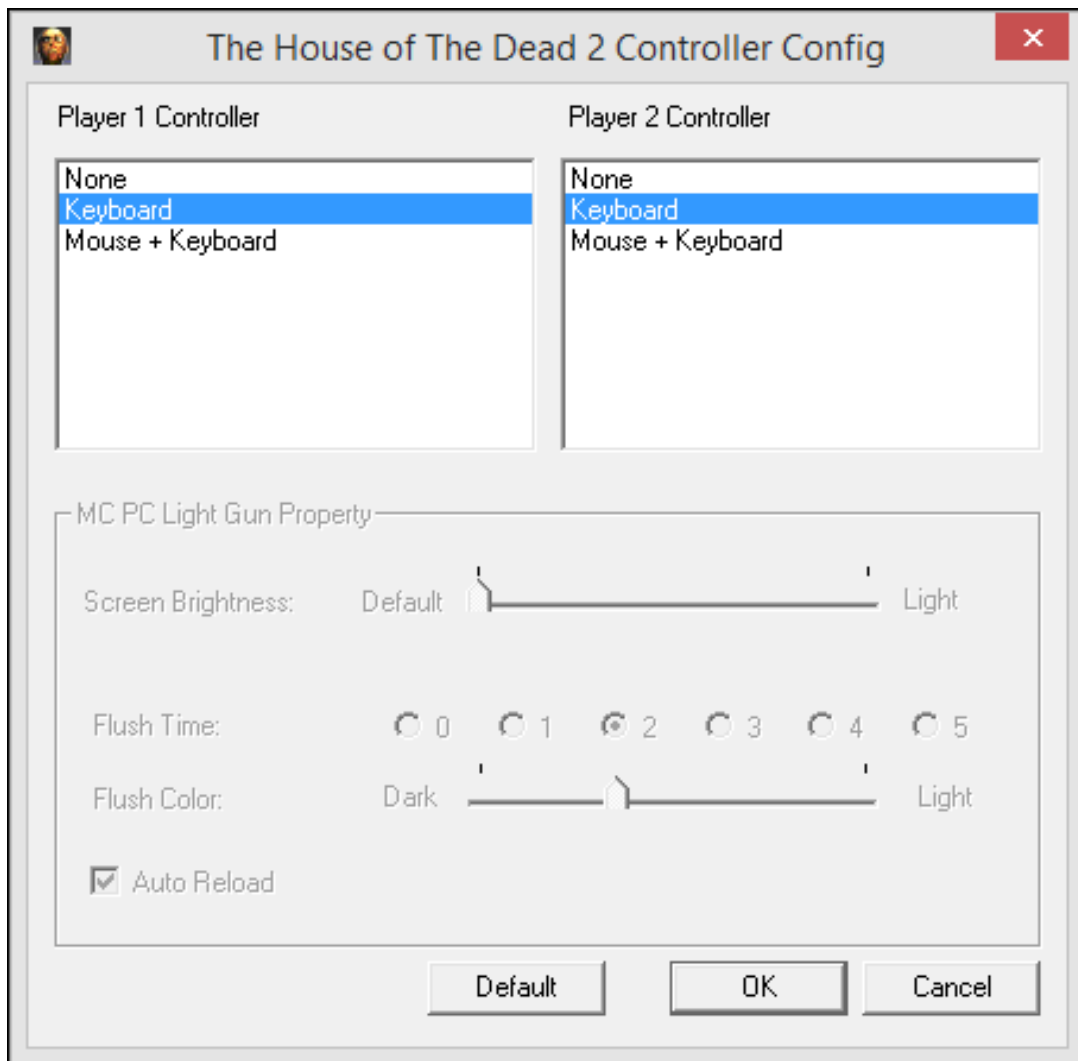 The House of The Dead 2 Controller Config
Player 1 Controller
Player 2 Controller
None
Keyboard
Mouse + Keyboard
None
Keyboard
Mouse + Keyboard
MC PC Light Gun Property
Screen Brightness: Default Light
Flush Time: 0 1 2 3 4 5
Flush Color: Dark Light
Auto Reload
Default OK Cancel